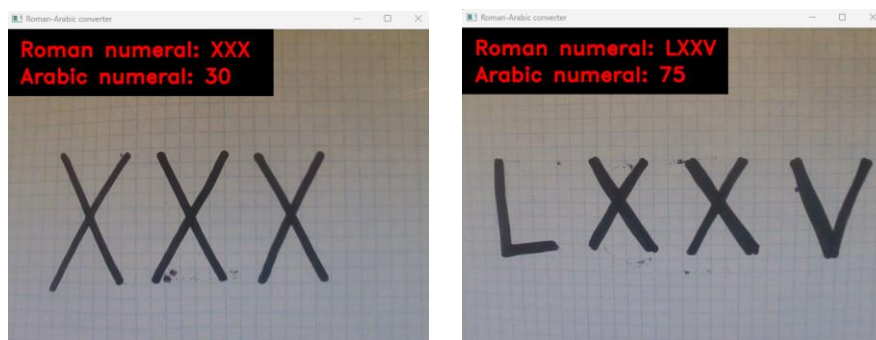 Roman-Arabic converter
Roman numeral: XXX
Arabic numeral: 30
XXX
Roman-Arabic converter
Roman numeral: LXXV
Arabic numeral: 75
LXXV